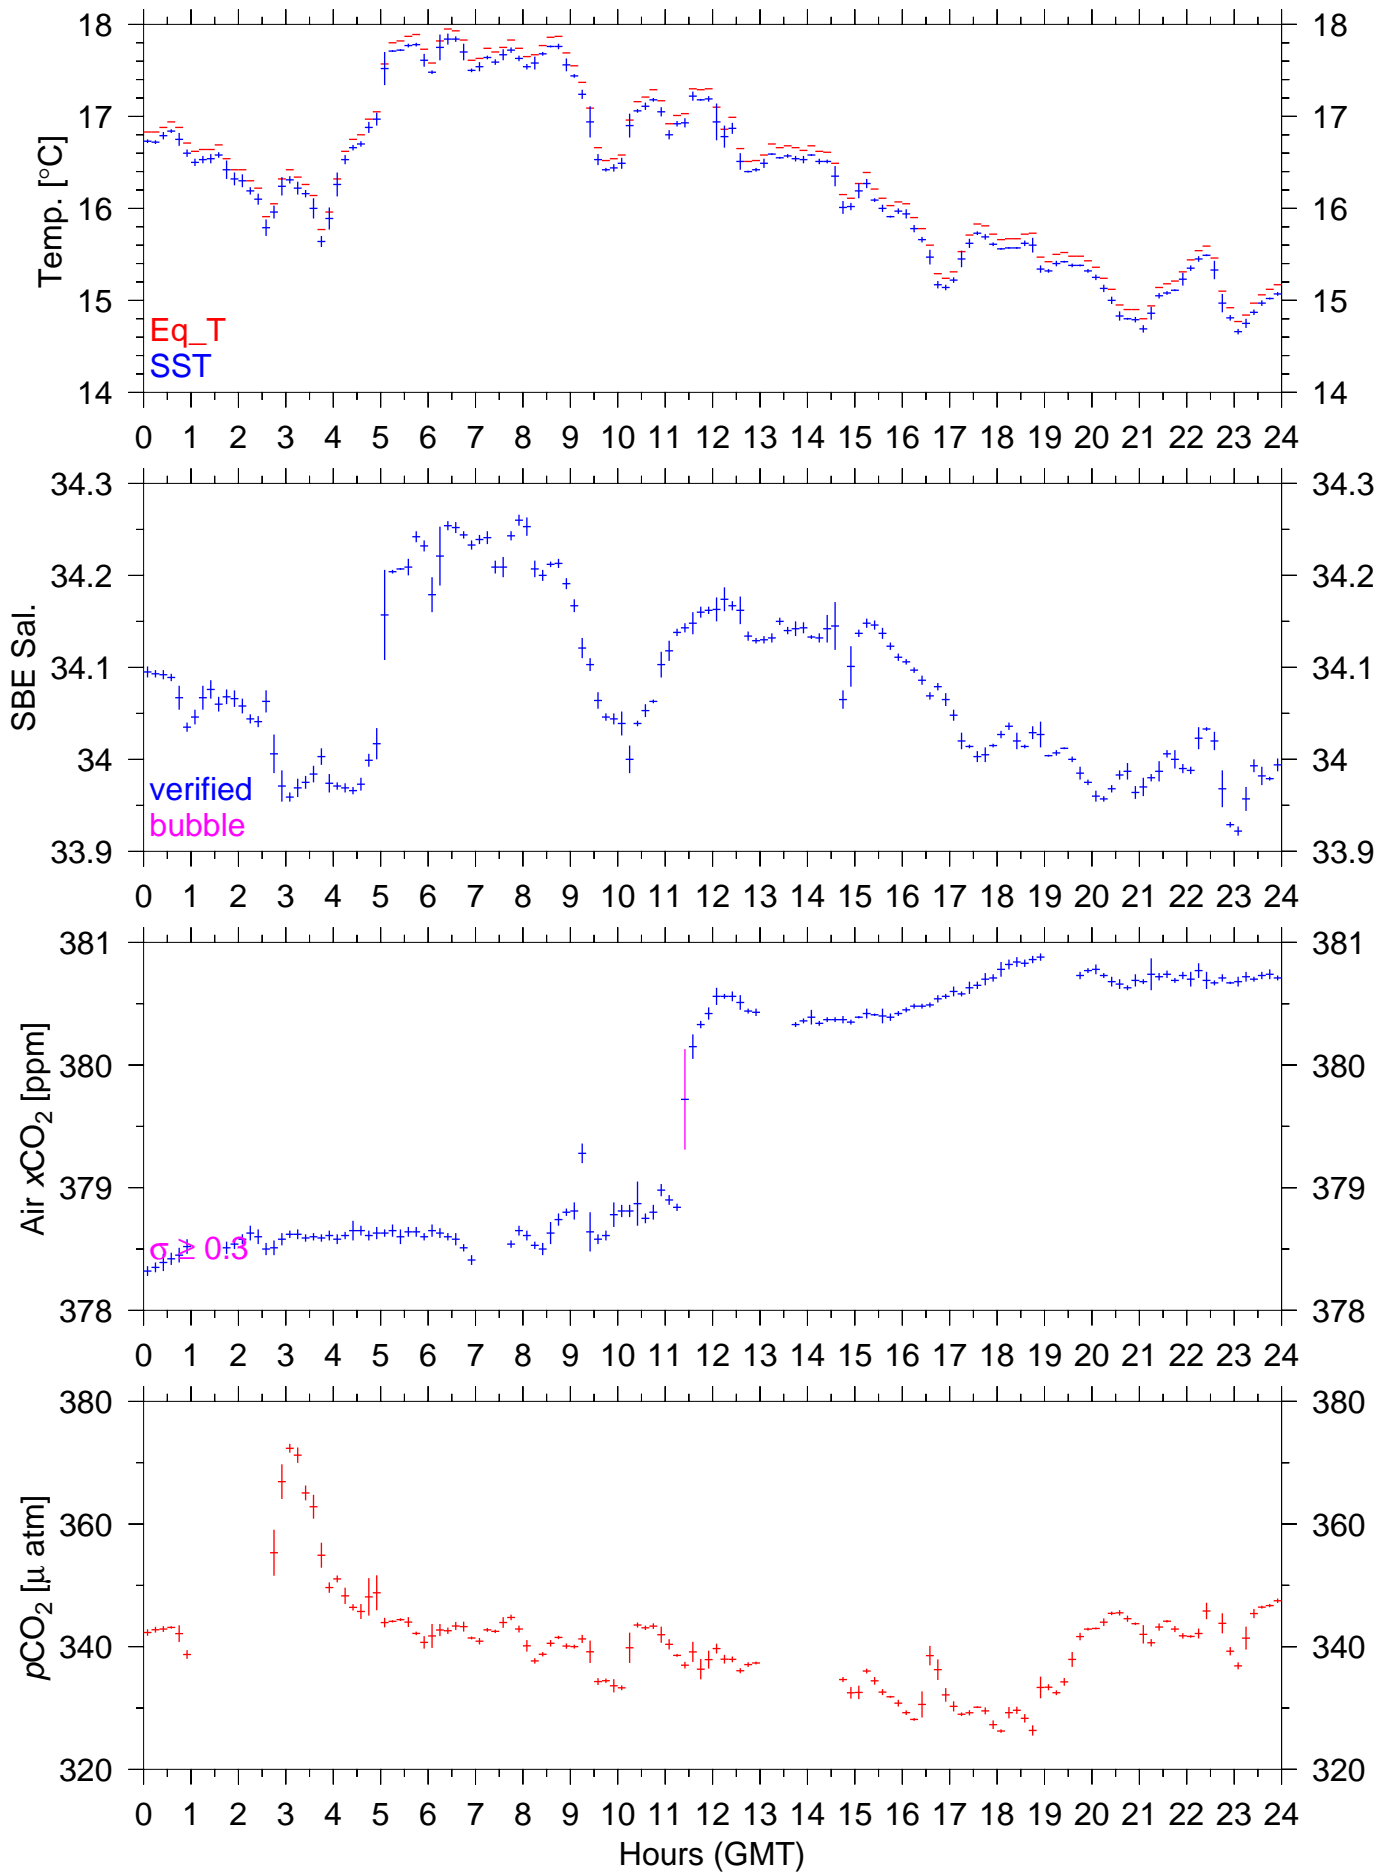 18 18
17 17
16 16
15 15
14 14
Temp. [°C]
Eq_T
SST
0 1 2 3 4 5 6 7 8 9 10 11 12 13 14 15 16 17 18 19 20 21 22 23 24
34.3 34.3
34.2 34.2
34.1 34.1
34 34
33.9 33.9
SBE Sal.
verified
bubble
0 1 2 3 4 5 6 7 8 9 10 11 12 13 14 15 16 17 18 19 20 21 22 23 24
381 381
380 380
379 379
378 378
Air xCO₂ [ppm]
σ ≥ 0.3
0 1 2 3 4 5 6 7 8 9 10 11 12 13 14 15 16 17 18 19 20 21 22 23 24
380 380
360 360
340 340
320 320
pCO₂ [μ atm]
0 1 2 3 4 5 6 7 8 9 10 11 12 13 14 15 16 17 18 19 20 21 22 23 24
Hours (GMT)